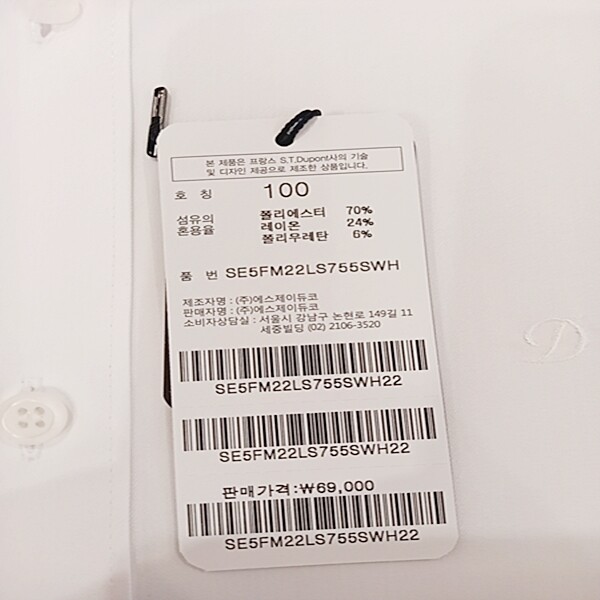 본 제품은 프랑스 S.T.Dupont사의 기술
및 디자인 제공으로 제조한 상품입니다.
호 칭 100
섬유의 혼용율 폴리에스터 70%
레이온 24%
폴리우레탄 6%
품 번 SE5FM22LS755SWH
제조자명 : (주)에스제이듀코
판매자명 : (주)에스제이듀코
소비자상담실 : 서울시 강남구 논현로 149길 11
세중빌딩 (02) 2106-3520
SE5FM22LS755SWH22
SE5FM22LS755SWH22
판매가격:₩69,000
SE5FM22LS755SWH22
D